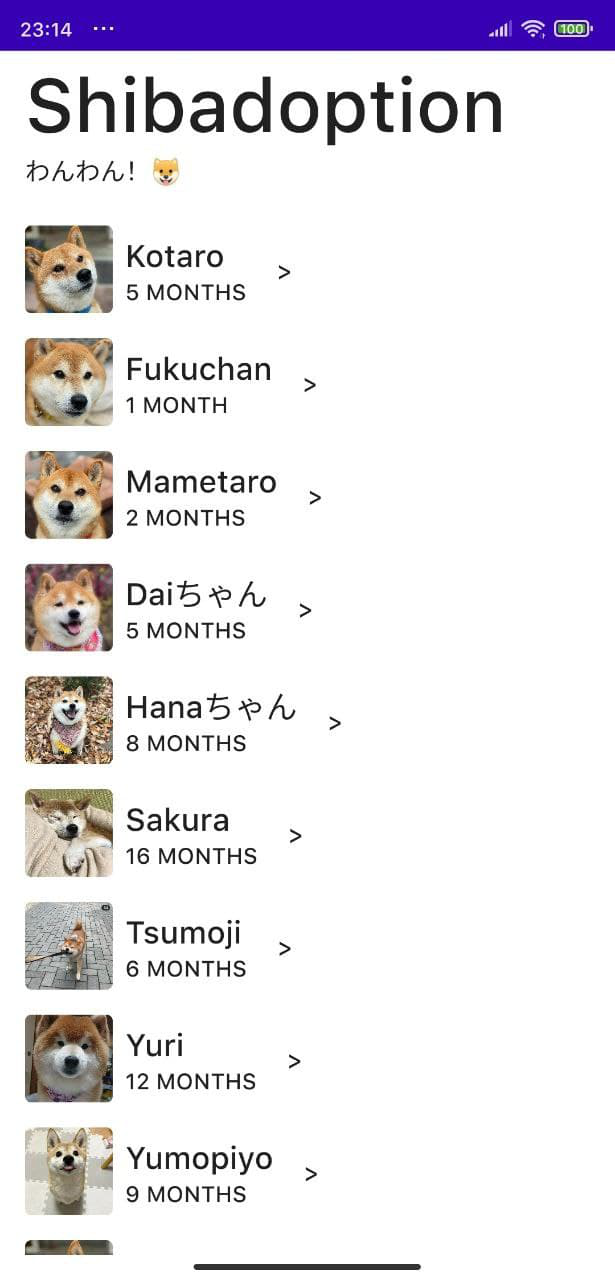 23:14 ... 100
Shibadoption
わんわん! 🐶
Kotaro
5 MONTHS
>
Fukuchan
1 MONTH
>
Mametaro
2 MONTHS
>
Daiちゃん
5 MONTHS
>
Hanaちゃん
8 MONTHS
>
Sakura
16 MONTHS
>
Tsumoji
6 MONTHS
>
Yuri
12 MONTHS
>
Yumopiyo
9 MONTHS
>